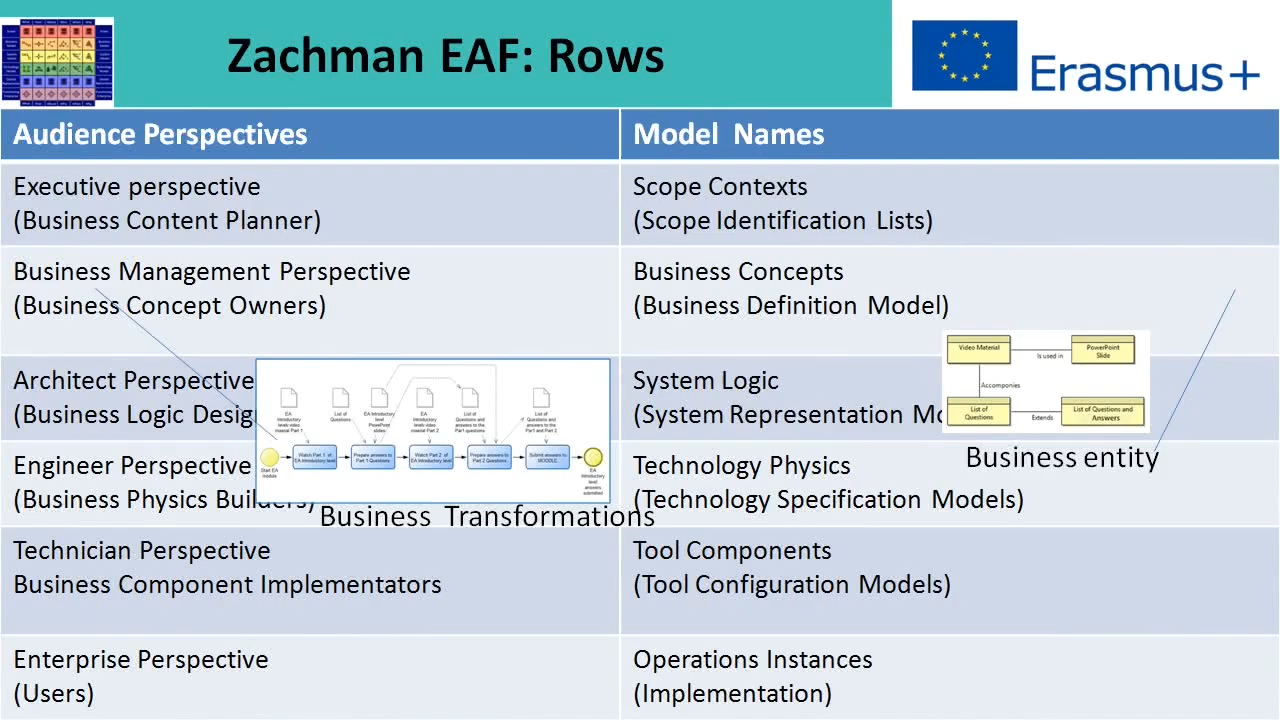 Zachman EAF: Rows
Erasmus+
Audience Perspectives
Model Names
Executive perspective
(Business Content Planner)
Scope Contexts
(Scope Identification Lists)
Business Management Perspective
(Business Concept Owners)
Business Concepts
(Business Definition Model)
Architect Perspective
(Business Logic Desig
System Logic
(System Representation Mo
Engineer Perspective
(Business Physics Builders)
Technology Physics
(Technology Specification Models)
Technician Perspective
Business Component Implementators
Tool Components
(Tool Configuration Models)
Enterprise Perspective
(Users)
Operations Instances
(Implementation)
Video Material
Is used in
PowerPoint
Slide
Accomponies
List of
Questions
Extends
List of Questions and
Answers
Business entity
EA
Introductory
level video
material Part 1
List of
Questions
EA Introductory
level
PowerPoint
slides
EA
Introductory
level video
material Part 2
List of
Questions and
answers to the
Part1 questions
List of
Questions and
answers to the
Part1 and Part 2
Start EA
module
Watch Part 1 of
EA Introductory level
Prepare answers to
Part 1 Questions
Watch Part 2 of
EA Introductory level
Prepare answers to
Part 2 Questions
Submit answers to
MOODLE
EA
Introductory
level
answers
submitted
Business Transformations